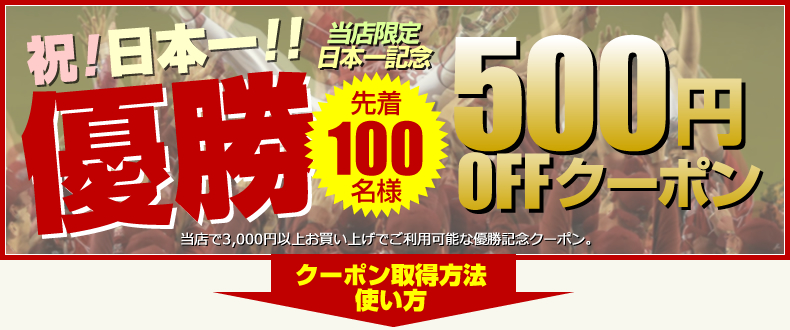 祝!日本一!!
優勝
当店限定
日本一記念
先着
100
名様
500円
OFFクーポン
当店で3,000円以上お買い上げでご利用可能な優勝記念クーポン。
クーポン取得方法
使い方